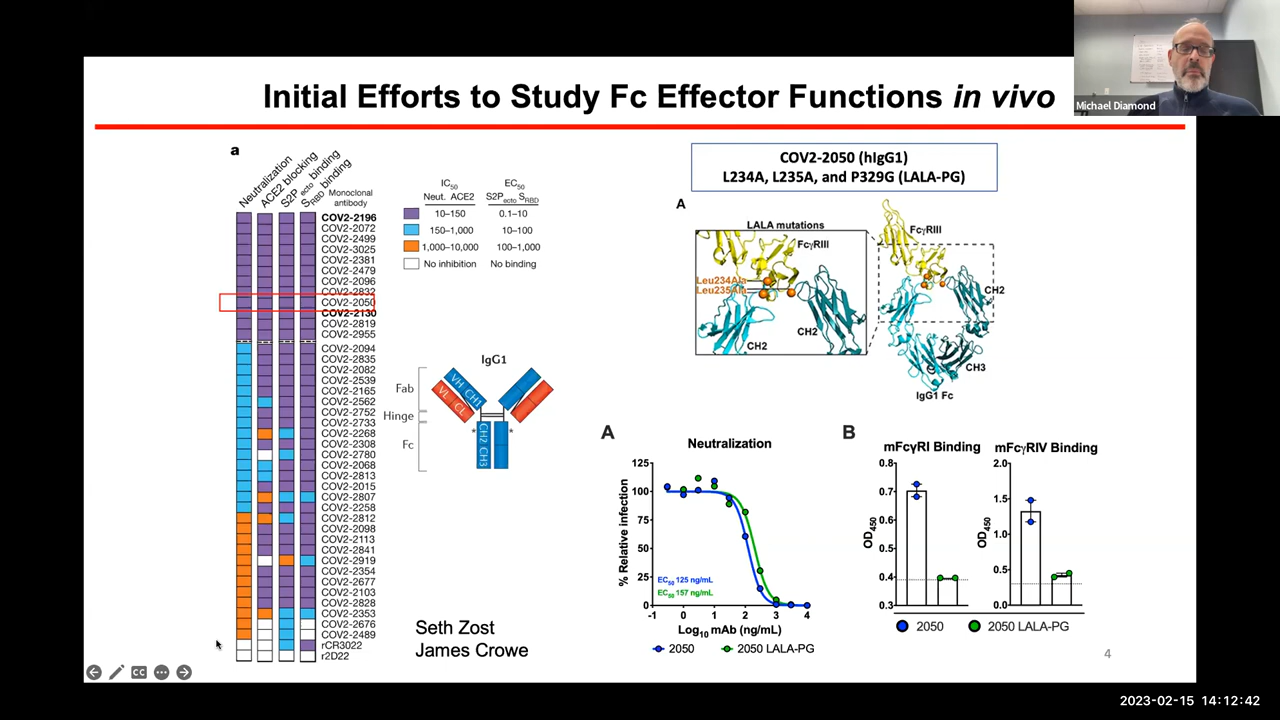 Michael Diamond
Initial Efforts to Study Fc Effector Functions in vivo
a
Neutralization
ACE2 blocking
S2Pecto binding
SRBD binding
Monoclonal
antibody
COV2-2196
COV2-2072
COV2-2499
COV2-3025
COV2-2381
COV2-2479
COV2-2096
COV2-2832
COV2-2050
COV2-2130
COV2-2819
COV2-2955
COV2-2094
COV2-2835
COV2-2082
COV2-2539
COV2-2165
COV2-2562
COV2-2752
COV2-2733
COV2-2268
COV2-2308
COV2-2780
COV2-2068
COV2-2813
COV2-2015
COV2-2807
COV2-2258
COV2-2812
COV2-2098
COV2-2113
COV2-2841
COV2-2919
COV2-2354
COV2-2677
COV2-2103
COV2-2828
COV2-2353
COV2-2676
COV2-2489
rCR3022
r2D22
IC50 EC50
Neut. ACE2 S2Pecto SRBD
10–150 0.1–10
150–1,000 10–100
1,000–10,000 100–1,000
No inhibition No binding
IgG1
Fab
Hinge
Fc
VH CH1
VL CL
CH2 CH3
* *
Seth Zost
James Crowe
COV2-2050 (hIgG1)
L234A, L235A, and P329G (LALA-PG)
A
LALA mutations
FcγRIII
Leu234Ala
Leu235Ala
CH2
CH2
FcγRIII
CH2
CH3
IgG1 Fc
A
Neutralization
% Relative infection
125
100
75
50
25
0
EC50 125 ng/mL
EC50 157 ng/mL
-1 0 1 2 3 4
Log10 mAb (ng/mL)
2050 2050 LALA-PG
B
mFcγRI Binding
OD450
0.8
0.7
0.6
0.5
0.4
0.3
mFcγRIV Binding
OD450
2.0
1.5
1.0
0.5
0.0
2050 2050 LALA-PG
4
CC
2023-02-15 14:12:42